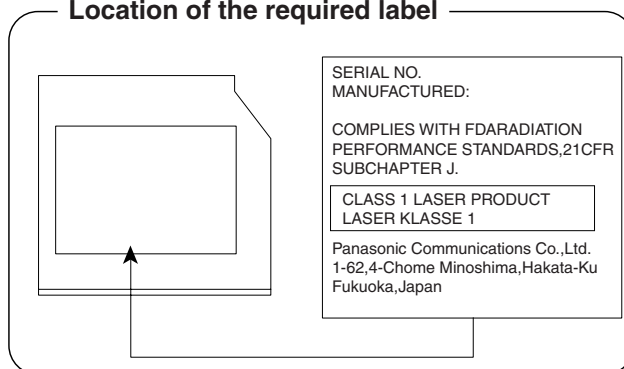 Location of the required label
SERIAL NO.
MANUFACTURED:
COMPLIES WITH FDARADIATION
PERFORMANCE STANDARDS,21CFR
SUBCHAPTER J.
CLASS 1 LASER PRODUCT
LASER KLASSE 1
Panasonic Communications Co.,Ltd.
1-62,4-Chome Minoshima,Hakata-Ku
Fukuoka,Japan